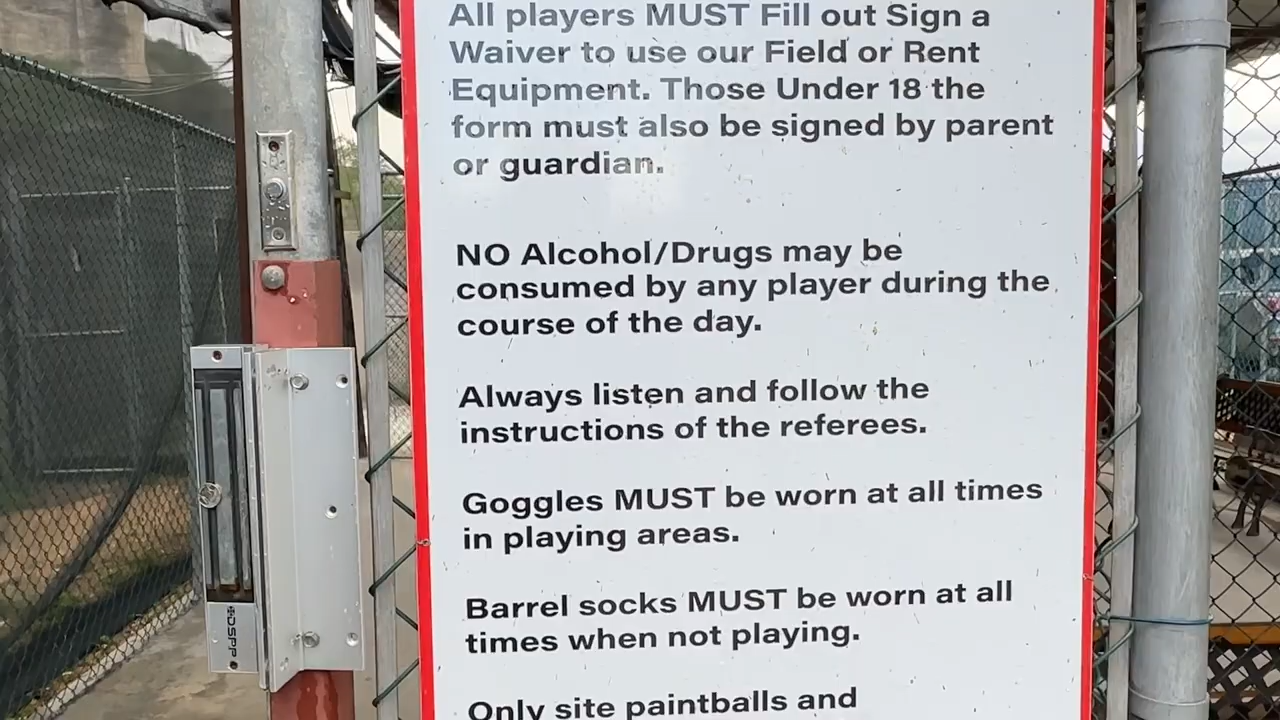 All players MUST Fill out Sign a
Waiver to use our Field or Rent
Equipment. Those Under 18 the
form must also be signed by parent
or guardian.
NO Alcohol/Drugs may be
consumed by any player during the
course of the day.
Always listen and follow the
instructions of the referees.
Goggles MUST be worn at all times
in playing areas.
Barrel socks MUST be worn at all
times when not playing.
Only site paintballs and
DSPP